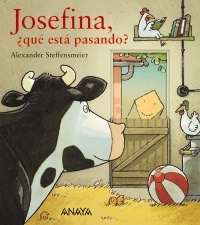 Josefina,
¿qué está pasando?
Alexander Steffensmeier
ANAYA